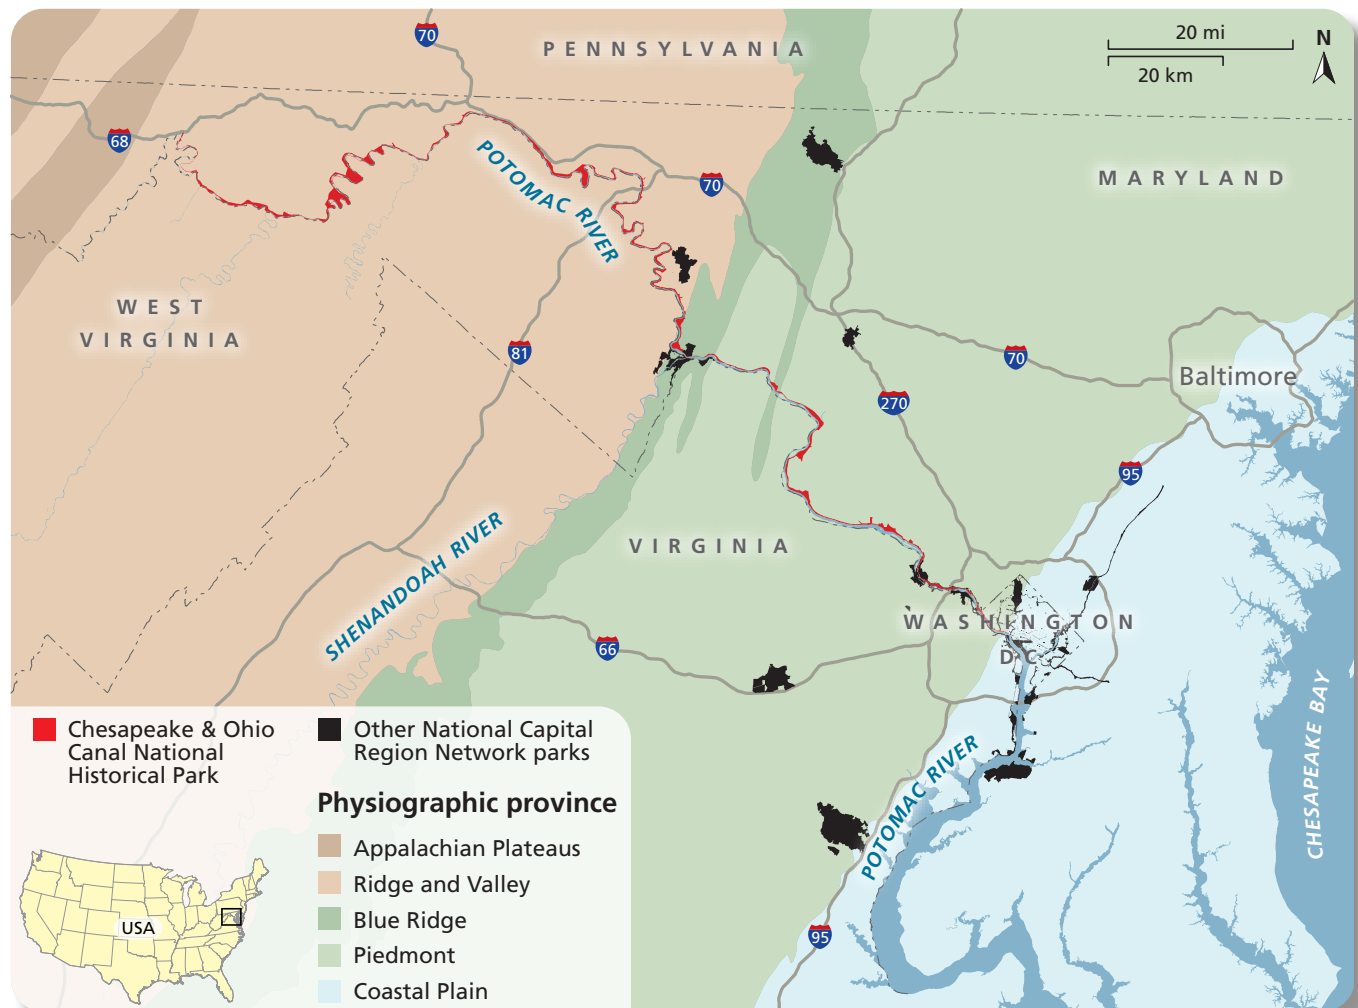 70
PENNSYLVANIA
20 mi
20 km
N
68
POTOMAC RIVER
70
MARYLAND
WEST
VIRGINIA
81
70
Baltimore
270
95
SHENANDOAH RIVER
VIRGINIA
66
WASHINGTON
DC
POTOMAC RIVER
CHESAPEAKE BAY
95
Chesapeake & Ohio
Canal National
Historical Park
Other National Capital
Region Network parks
Physiographic province
Appalachian Plateaus
Ridge and Valley
Blue Ridge
Piedmont
Coastal Plain
USA